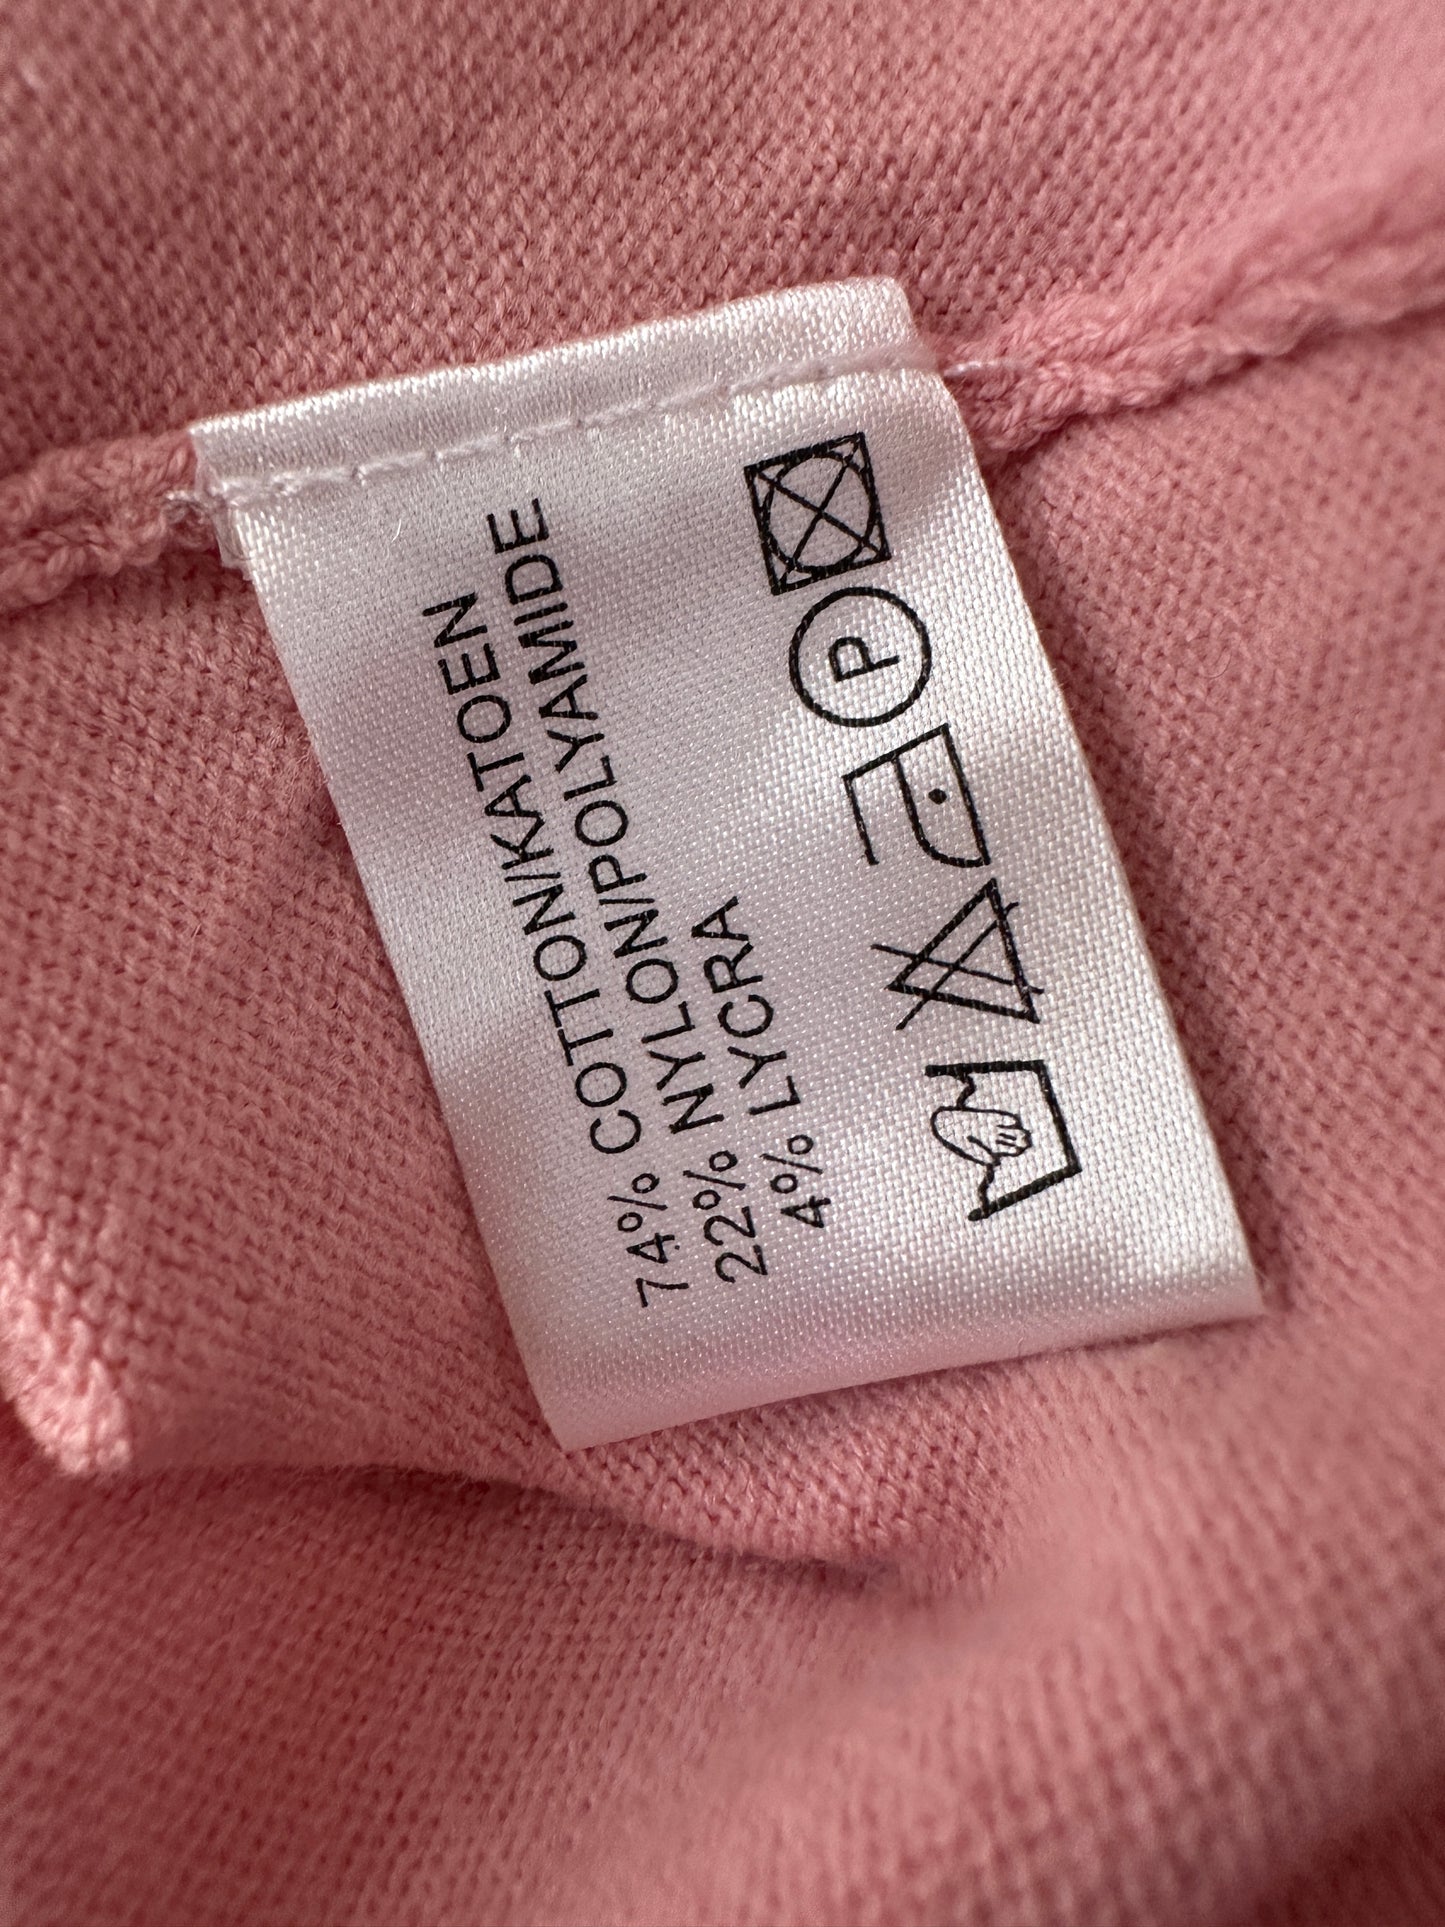 74% COTTON/KATOEN
22% NYLON/POLYAMIDE
4% LYCRA
P